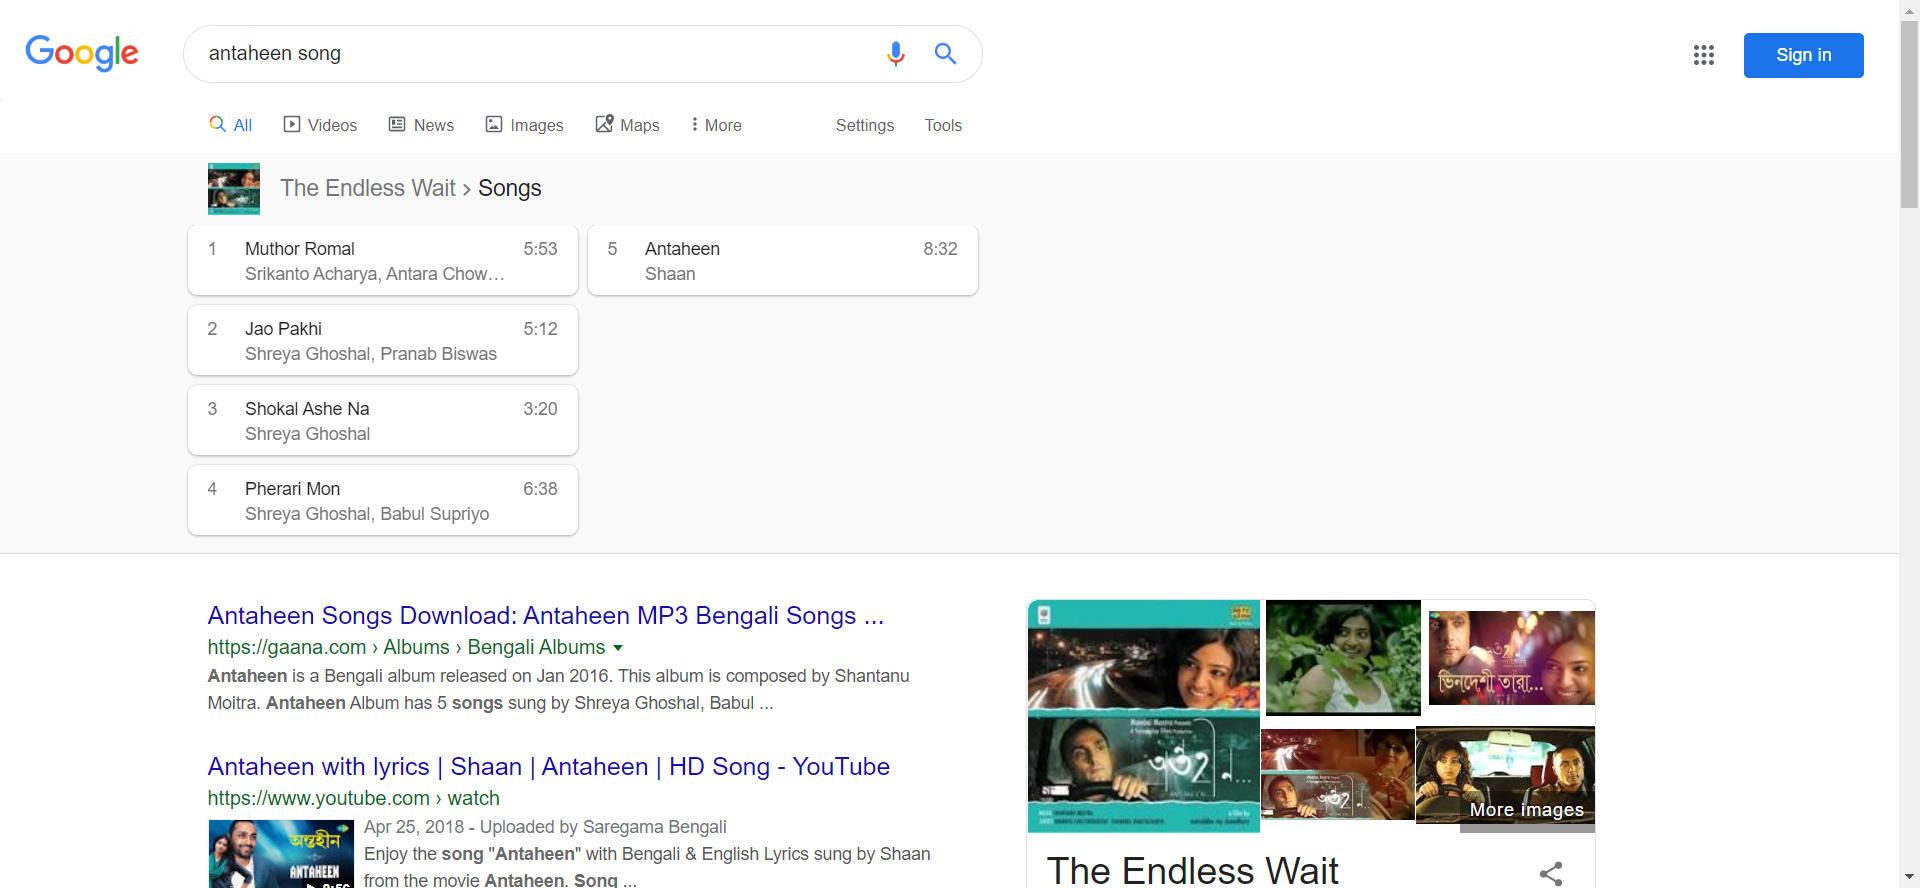 Google
antaheen song
Sign in
All Videos News Images Maps More Settings Tools
The Endless Wait › Songs
1 Muthor Romal 5:53
Srikanto Acharya, Antara Chow...
2 Jao Pakhi 5:12
Shreya Ghoshal, Pranab Biswas
3 Shokal Ashe Na 3:20
Shreya Ghoshal
4 Pherari Mon 6:38
Shreya Ghoshal, Babul Supriyo
5 Antaheen 8:32
Shaan
Antaheen Songs Download: Antaheen MP3 Bengali Songs ...
https://gaana.com › Albums › Bengali Albums
Antaheen is a Bengali album released on Jan 2016. This album is composed by Shantanu
Moitra. Antaheen Album has 5 songs sung by Shreya Ghoshal, Babul ...
Antaheen with lyrics | Shaan | Antaheen | HD Song - YouTube
https://www.youtube.com › watch
অন্তহীন
ANTAHEEN
Apr 25, 2018 - Uploaded by Saregama Bengali
Enjoy the song "Antaheen" with Bengali & English Lyrics sung by Shaan
from the movie Antaheen. Song ...
ভিনদেশী তারা...
More images
The Endless Wait